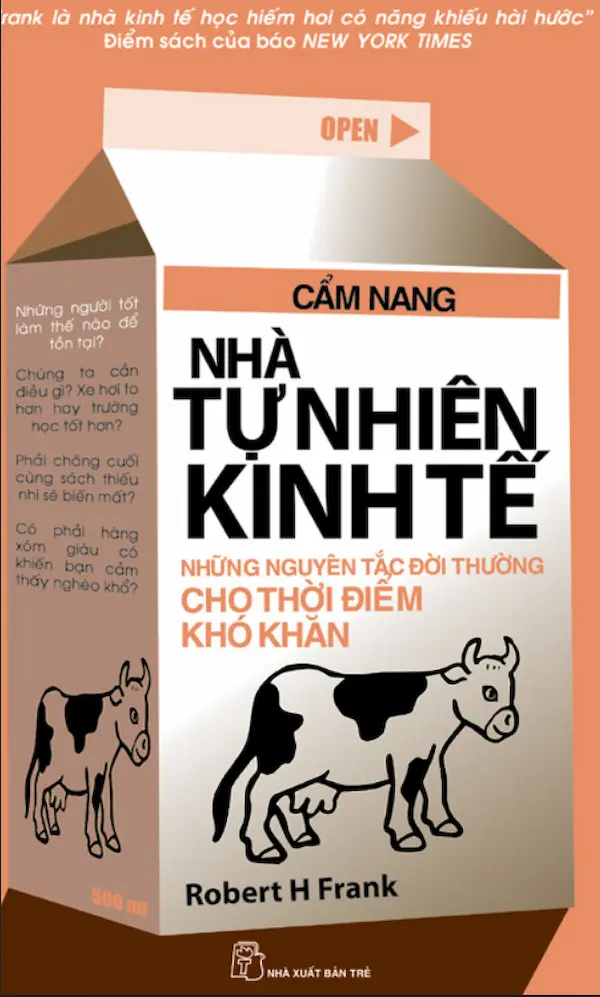 rank là nhà kinh tế học hiếm hoi có năng khiếu hài hước”
Điểm sách của báo NEW YORK TIMES
OPEN
CẨM NANG
NHÀ
TỰ NHIÊN
KINH TẾ
NHỮNG NGUYÊN TẮC ĐỜI THƯỜNG
CHO THỜI ĐIỂM
KHÓ KHĂN
Những người tốt
làm thế nào để
tồn tại?
Chúng ta cần
điều gì? Xe hơi to
hơn hay trường
học tốt hơn?
Phải chăng cuối
cùng sách thiếu
nhi sẽ biến mất?
Có phải hàng
xóm giàu có
khiến bạn cảm
thấy nghèo khổ?
500 ml
Robert H Frank
NHÀ XUẤT BẢN TRẺ